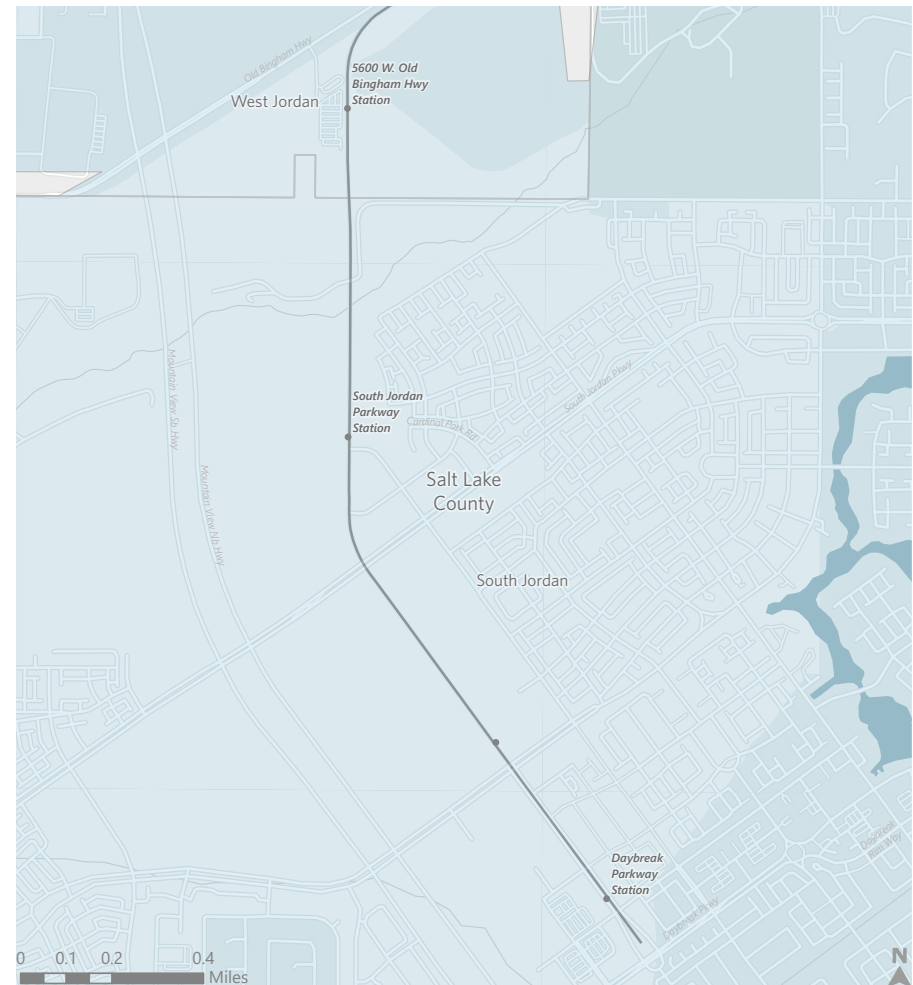 Old Bingham Hwy
5600 W. Old
Bingham Hwy
Station
West Jordan
Mountain View Sb Hwy
South Jordan Pkwy
South Jordan
Parkway
Station
Cardinal Park Rd
Mountain View Nb Hwy
Salt Lake
County
South Jordan
Daybreak
Rim Way
Daybreak
Parkway
Station
Daybreak Pkwy
0 0.1 0.2 0.4
Miles
N